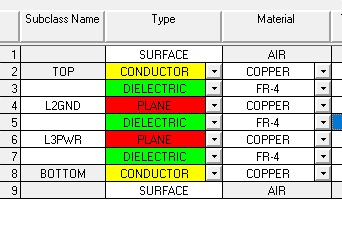 Subclass Name Type Material
1 SURFACE AIR
2 TOP CONDUCTOR COPPER
3 DIELECTRIC FR-4
4 L2GND PLANE COPPER
5 DIELECTRIC FR-4
6 L3PWR PLANE COPPER
7 DIELECTRIC FR-4
8 BOTTOM CONDUCTOR COPPER
9 SURFACE AIR